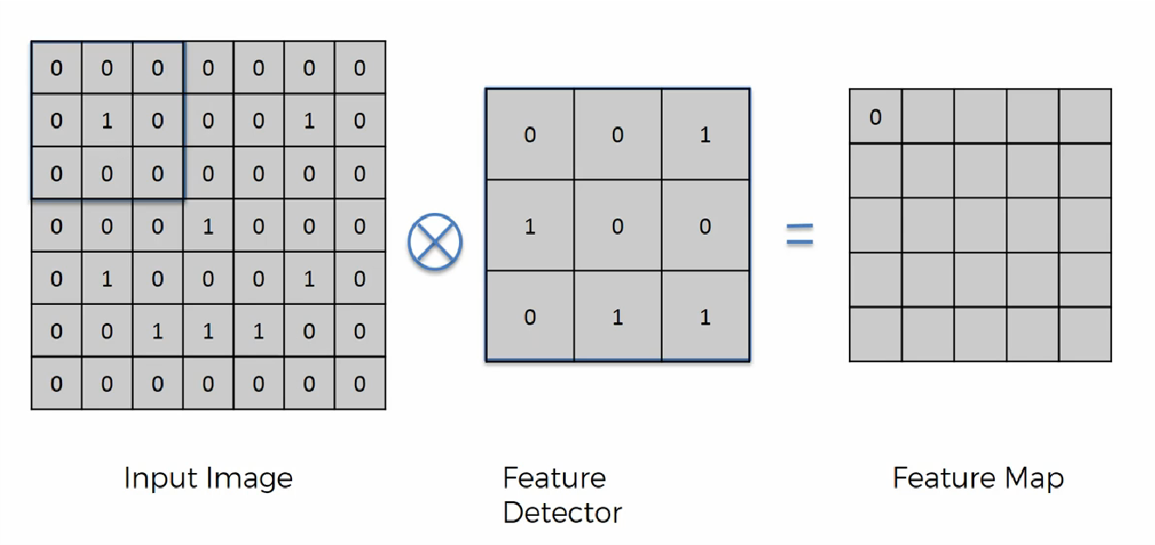 0 0 0 0 0 0 0
0 1 0 0 0 1 0
0 0 0 0 0 0 0
0 0 0 1 0 0 0
0 1 0 0 0 1 0
0 0 1 1 1 0 0
0 0 0 0 0 0 0
Input Image
0 0 1
1 0 0
0 1 1
Feature
Detector
=
0
Feature Map